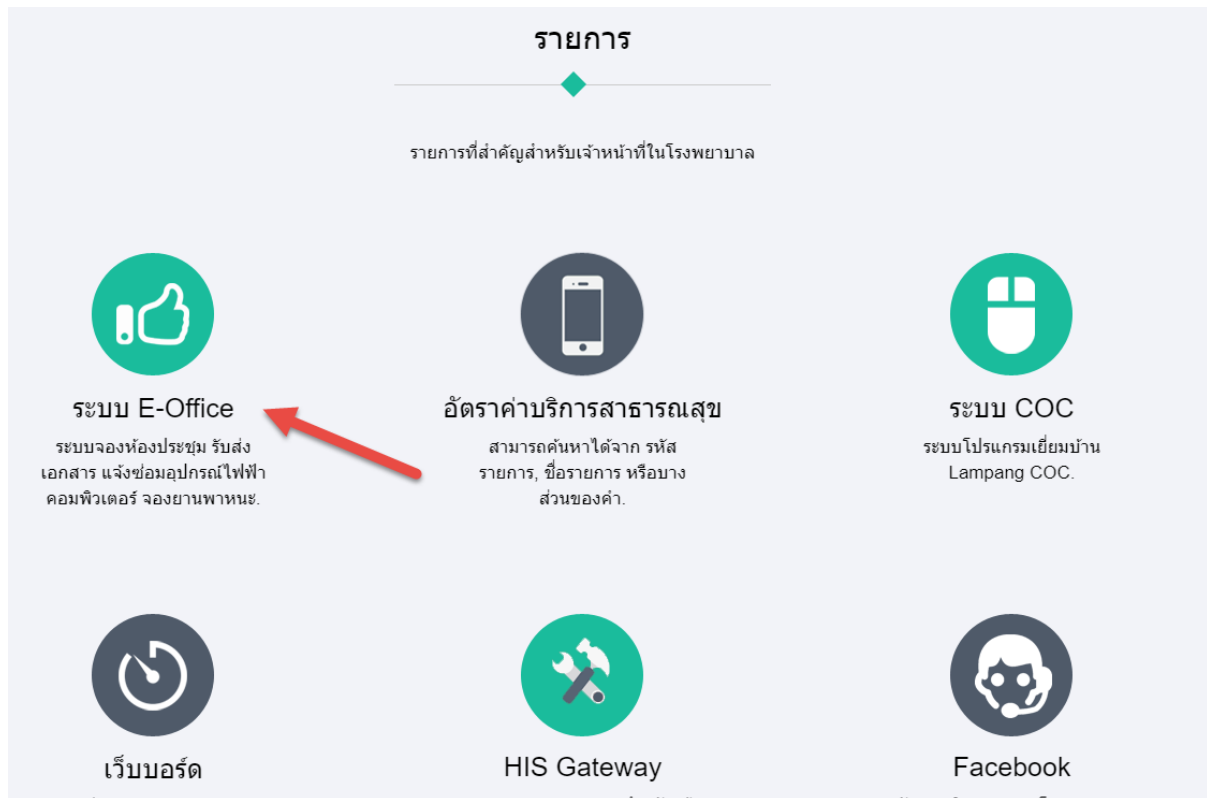 รายการ
รายการที่สำคัญสำหรับเจ้าหน้าที่ในโรงพยาบาล
ระบบ E-Office
ระบบจองห้องประชุม รับส่ง
เอกสาร แจ้งซ่อมอุปกรณ์ไฟฟ้า
คอมพิวเตอร์ จองยานพาหนะ.
อัตราค่าบริการสาธารณสุข
สามารถค้นหาได้จาก รหัส
รายการ, ชื่อรายการ หรือบาง
ส่วนของคำ.
ระบบ COC
ระบบโปรแกรมเยี่ยมบ้าน
Lampang COC.
เว็บบอร์ด
HIS Gateway
Facebook